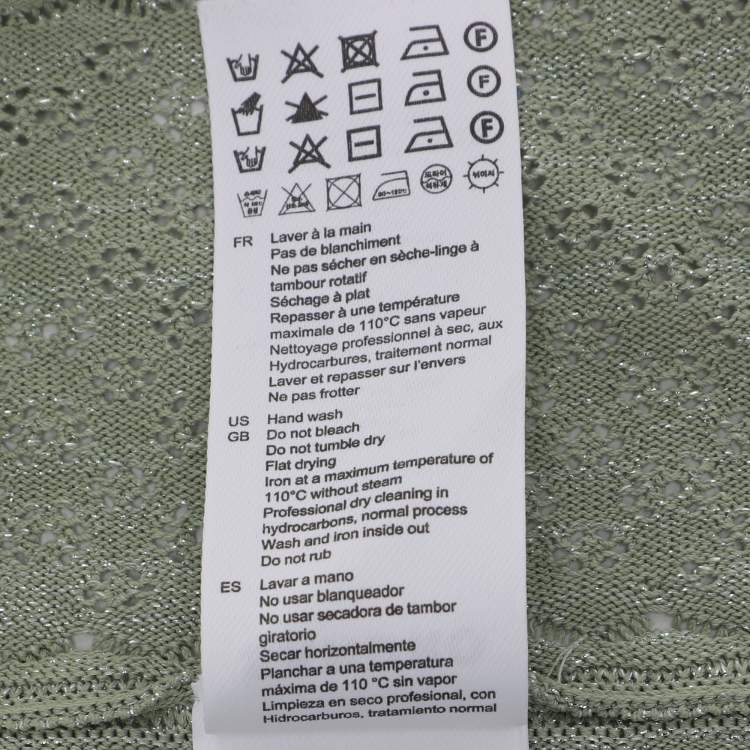 F
F
F
FR Laver à la main
Pas de blanchiment
Ne pas sécher en sèche-linge à
tambour rotatif
Séchage à plat
Repasser à une température
maximale de 110°C sans vapeur
Nettoyage professionnel à sec, aux
Hydrocarbures, traitement normal
Laver et repasser sur l'envers
Ne pas frotter
US Hand wash
GB Do not bleach
Do not tumble dry
Flat drying
Iron at a maximum temperature of
110°C without steam
Professional dry cleaning in
hydrocarbons, normal process
Wash and iron inside out
Do not rub
ES Lavar a mano
No usar blanqueador
No usar secadora de tambor
giratorio
Secar horizontalmente
Planchar a una temperatura
máxima de 110 °C sin vapor
Limpieza en seco profesional, con
Hidrocarburos, tratamiento normal